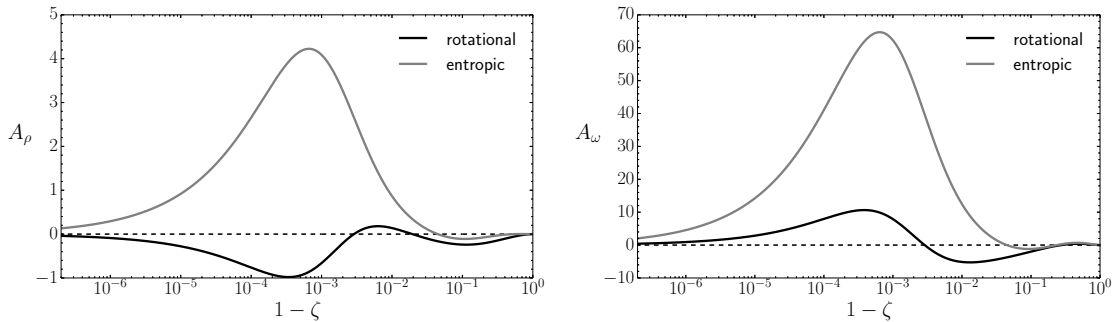 5
4
3
2
1
0
−1
A_ρ
10^{−6} 10^{−5} 10^{−4} 10^{−3} 10^{−2} 10^{−1} 10^{0}
1 − ζ
rotational
entropic
70
60
50
40
30
20
10
0
−10
A_ω
10^{−6} 10^{−5} 10^{−4} 10^{−3} 10^{−2} 10^{−1} 10^{0}
1 − ζ
rotational
entropic